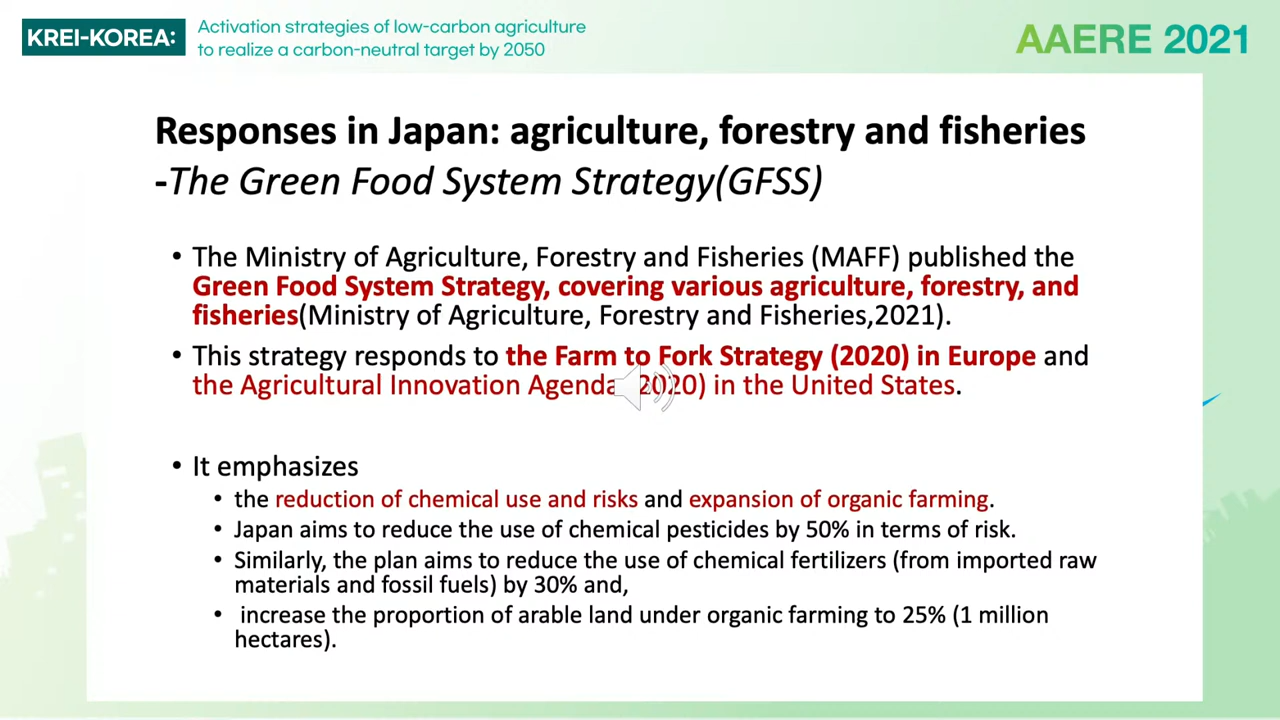 KREI-KOREA:
Activation strategies of low-carbon agriculture
to realize a carbon-neutral target by 2050
AAERE 2021
Responses in Japan: agriculture, forestry and fisheries
-The Green Food System Strategy(GFSS)
• The Ministry of Agriculture, Forestry and Fisheries (MAFF) published the
Green Food System Strategy, covering various agriculture, forestry, and
fisheries(Ministry of Agriculture, Forestry and Fisheries,2021).
• This strategy responds to the Farm to Fork Strategy (2020) in Europe and
the Agricultural Innovation Agenda (2020) in the United States.
• It emphasizes
• the reduction of chemical use and risks and expansion of organic farming.
• Japan aims to reduce the use of chemical pesticides by 50% in terms of risk.
• Similarly, the plan aims to reduce the use of chemical fertilizers (from imported raw
materials and fossil fuels) by 30% and,
• increase the proportion of arable land under organic farming to 25% (1 million
hectares).